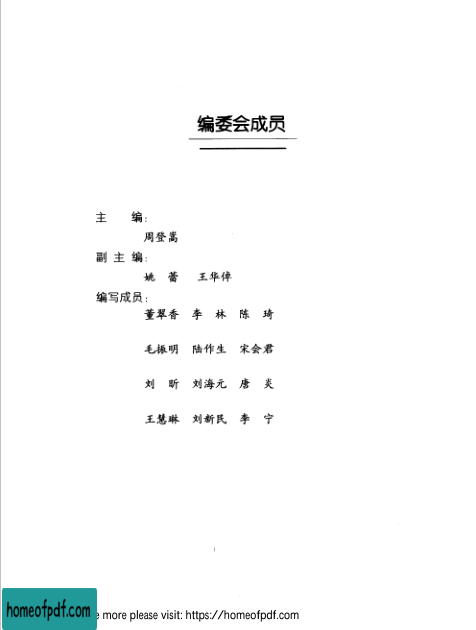 编委会成员
主 编:
周登嵩
副 主 编:
姚 蕾 王华倬
编写成员:
董翠香 李 林 陈 琦
毛振明 陆作生 宋会君
刘 昕 刘海元 唐 炎
王慧琳 刘新民 李 宁
1
homeofpdf.com
e more please visit: https://homeofpdf.com